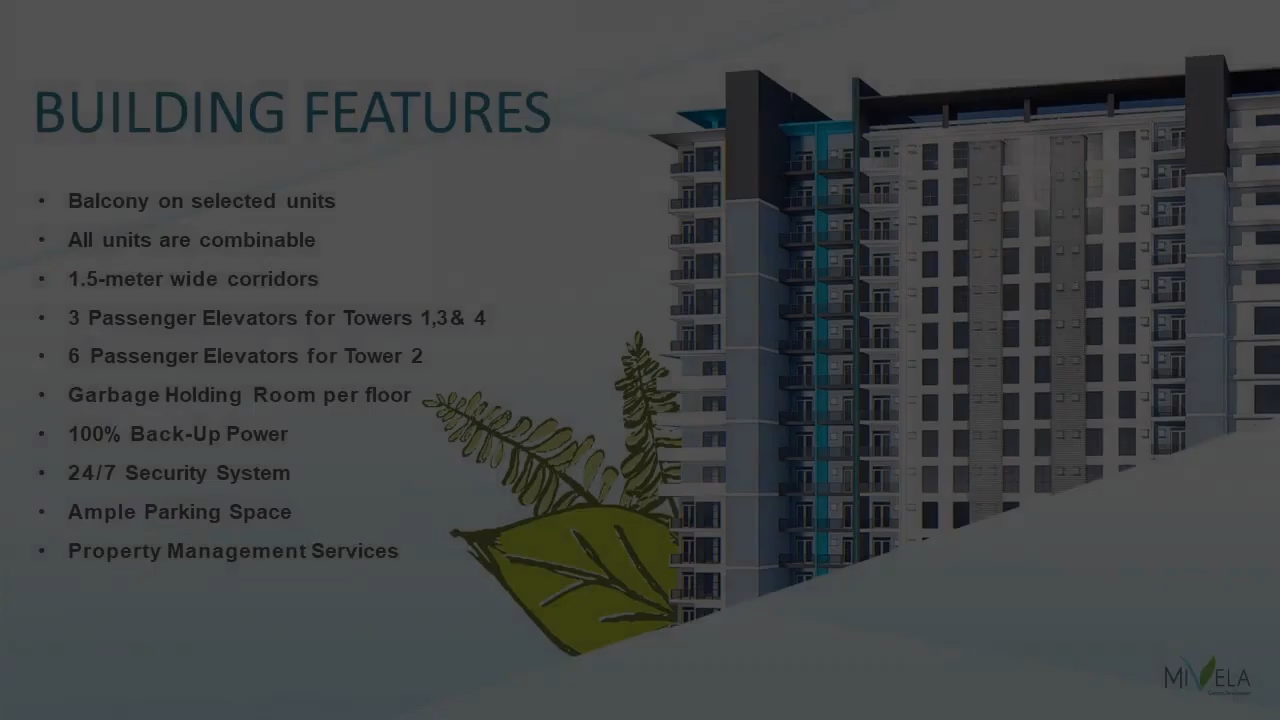 BUILDING FEATURES
• Balcony on selected units
• All units are combinable
• 1.5-meter wide corridors
• 3 Passenger Elevators for Towers 1,3& 4
• 6 Passenger Elevators for Tower 2
• Garbage Holding Room per floor
• 100% Back-Up Power
• 24/7 Security System
• Ample Parking Space
• Property Management Services
MIVELA